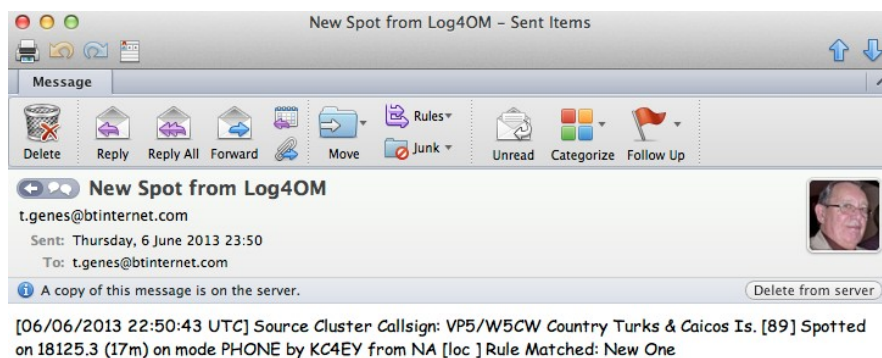 New Spot from Log4OM – Sent Items
Message
Delete Reply Reply All Forward Move Rules Junk Unread Categorize Follow Up
New Spot from Log4OM
t.genes@btinternet.com
Sent: Thursday, 6 June 2013 23:50
To: t.genes@btinternet.com
A copy of this message is on the server. Delete from server
[06/06/2013 22:50:43 UTC] Source Cluster Callsign: VP5/W5CW Country Turks & Caicos Is. [89] Spotted
on 18125.3 (17m) on mode PHONE by KC4EY from NA [loc ] Rule Matched: New One